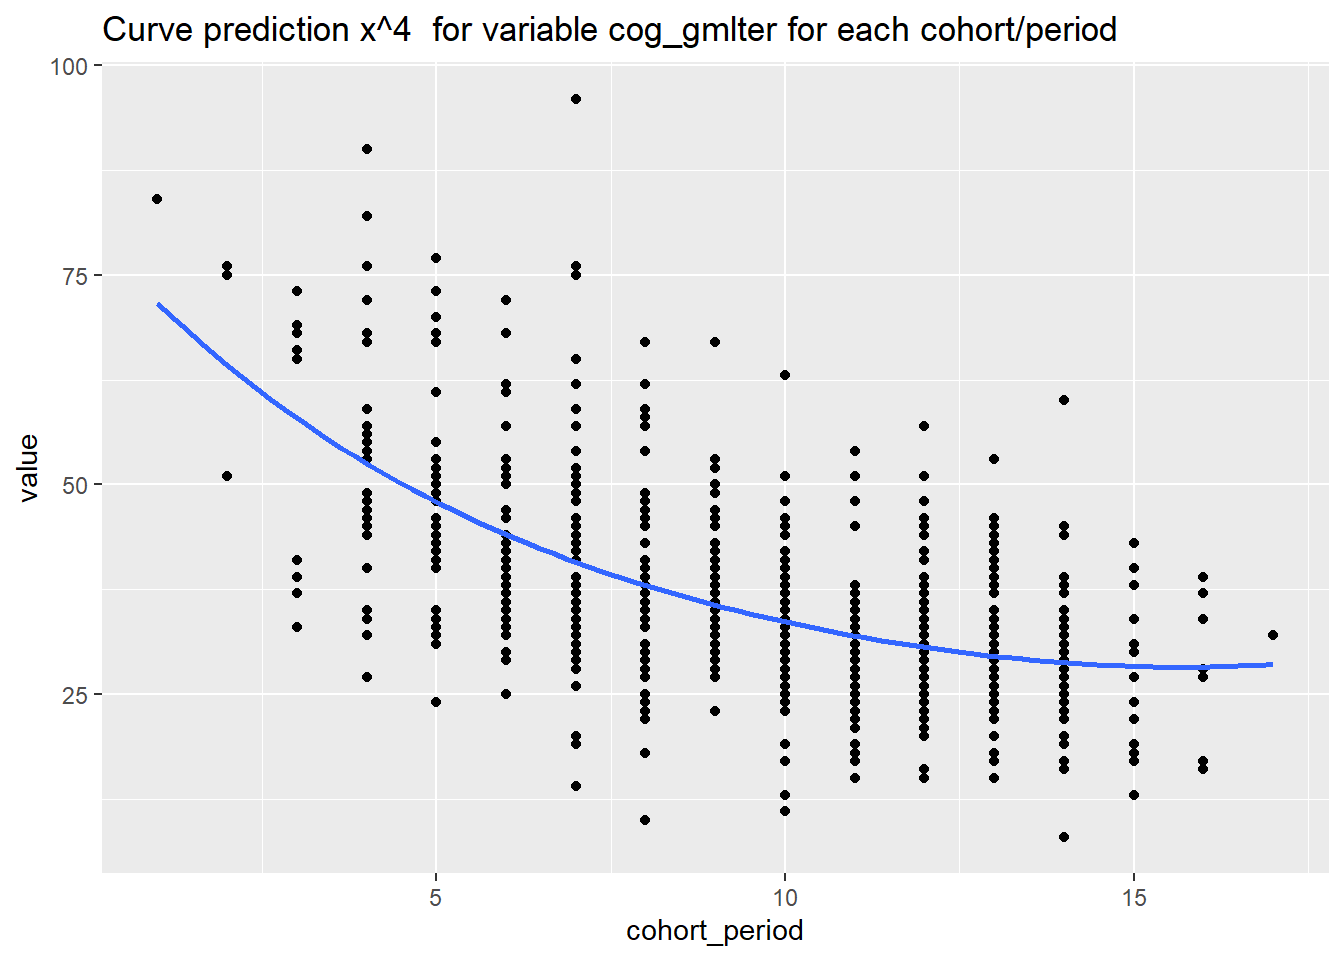 Curve prediction x^4  for variable cog_gmlter for each cohort/period
100
75
50
25
value
5 10 15
cohort_period